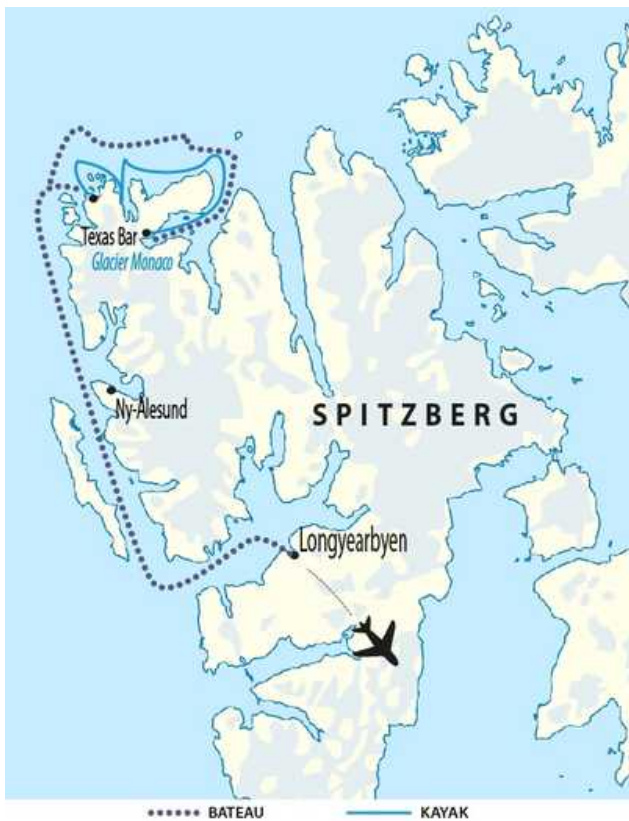 Texas Bar
Glacier Monaco
Ny-Ålesund
SPITZBERG
Longyearbyen
BATEAU
KAYAK